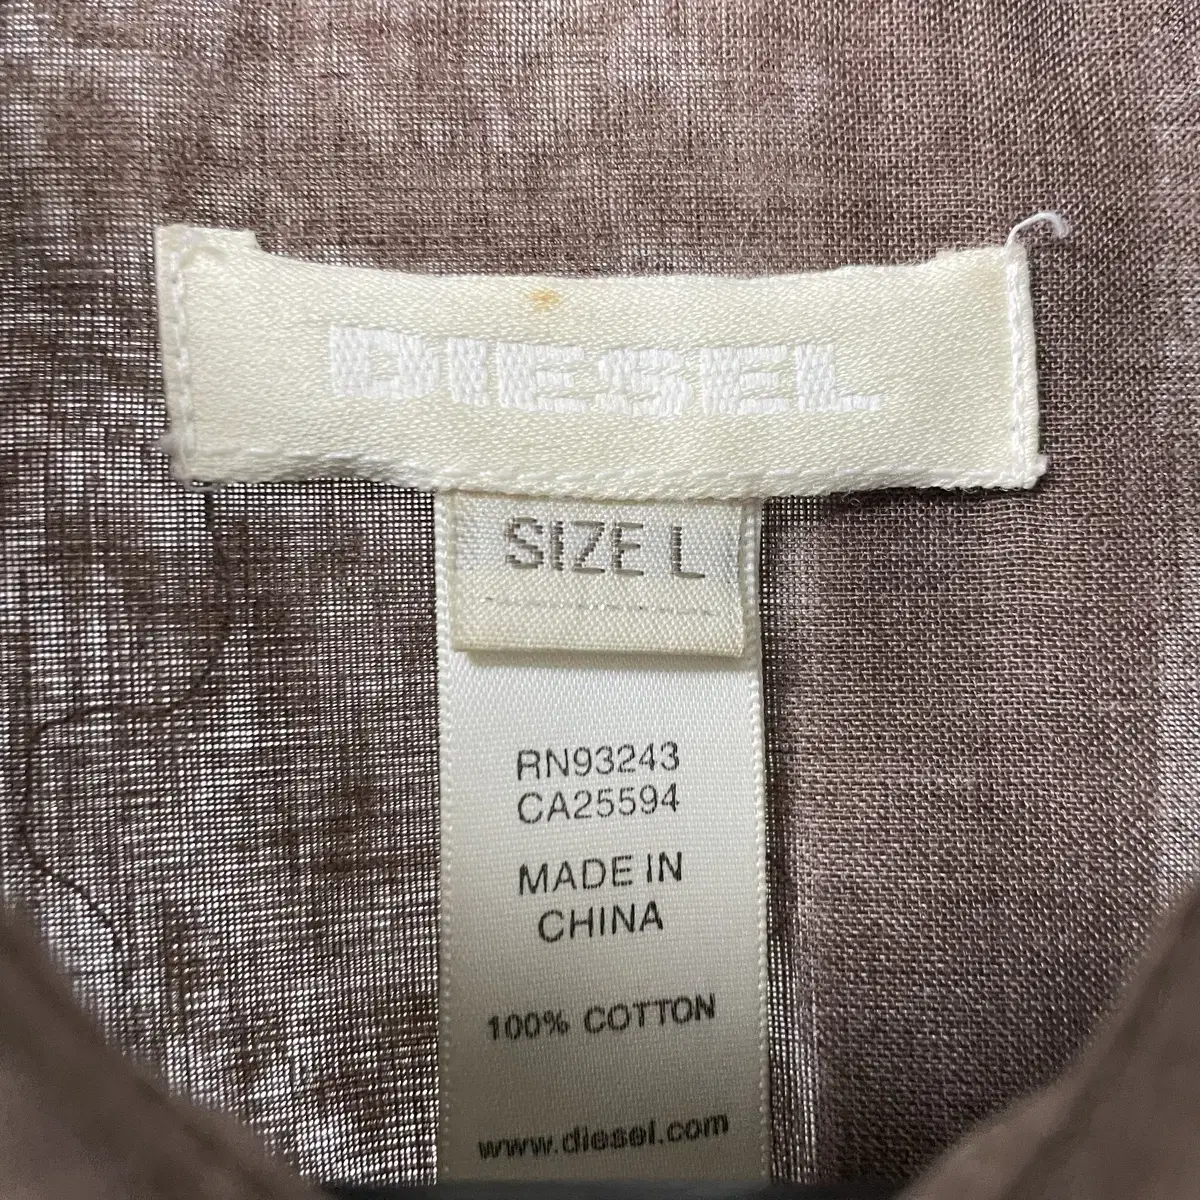 DIESEL
SIZE L
RN93243
CA25594
MADE IN
CHINA
100% COTTON
www.diesel.com